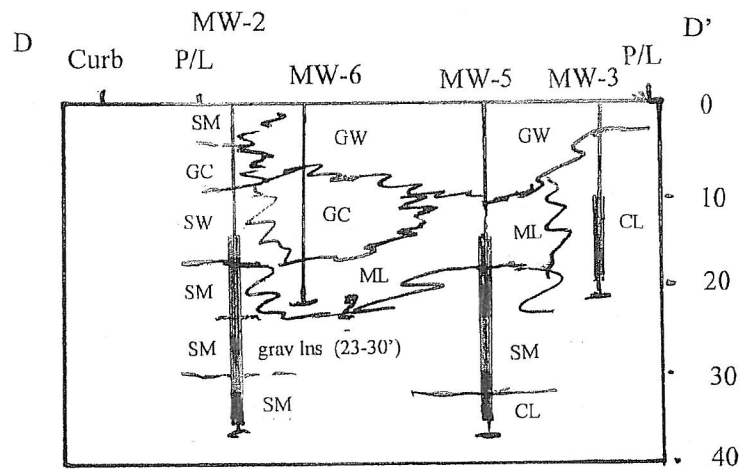 MW-2
D D'
Curb P/L MW-6 MW-5 MW-3 P/L
0
SM GW GW
GC
10
SW GC ML CL
ML
20
SM
SM grav lns (23-30') SM
30
SM CL
40